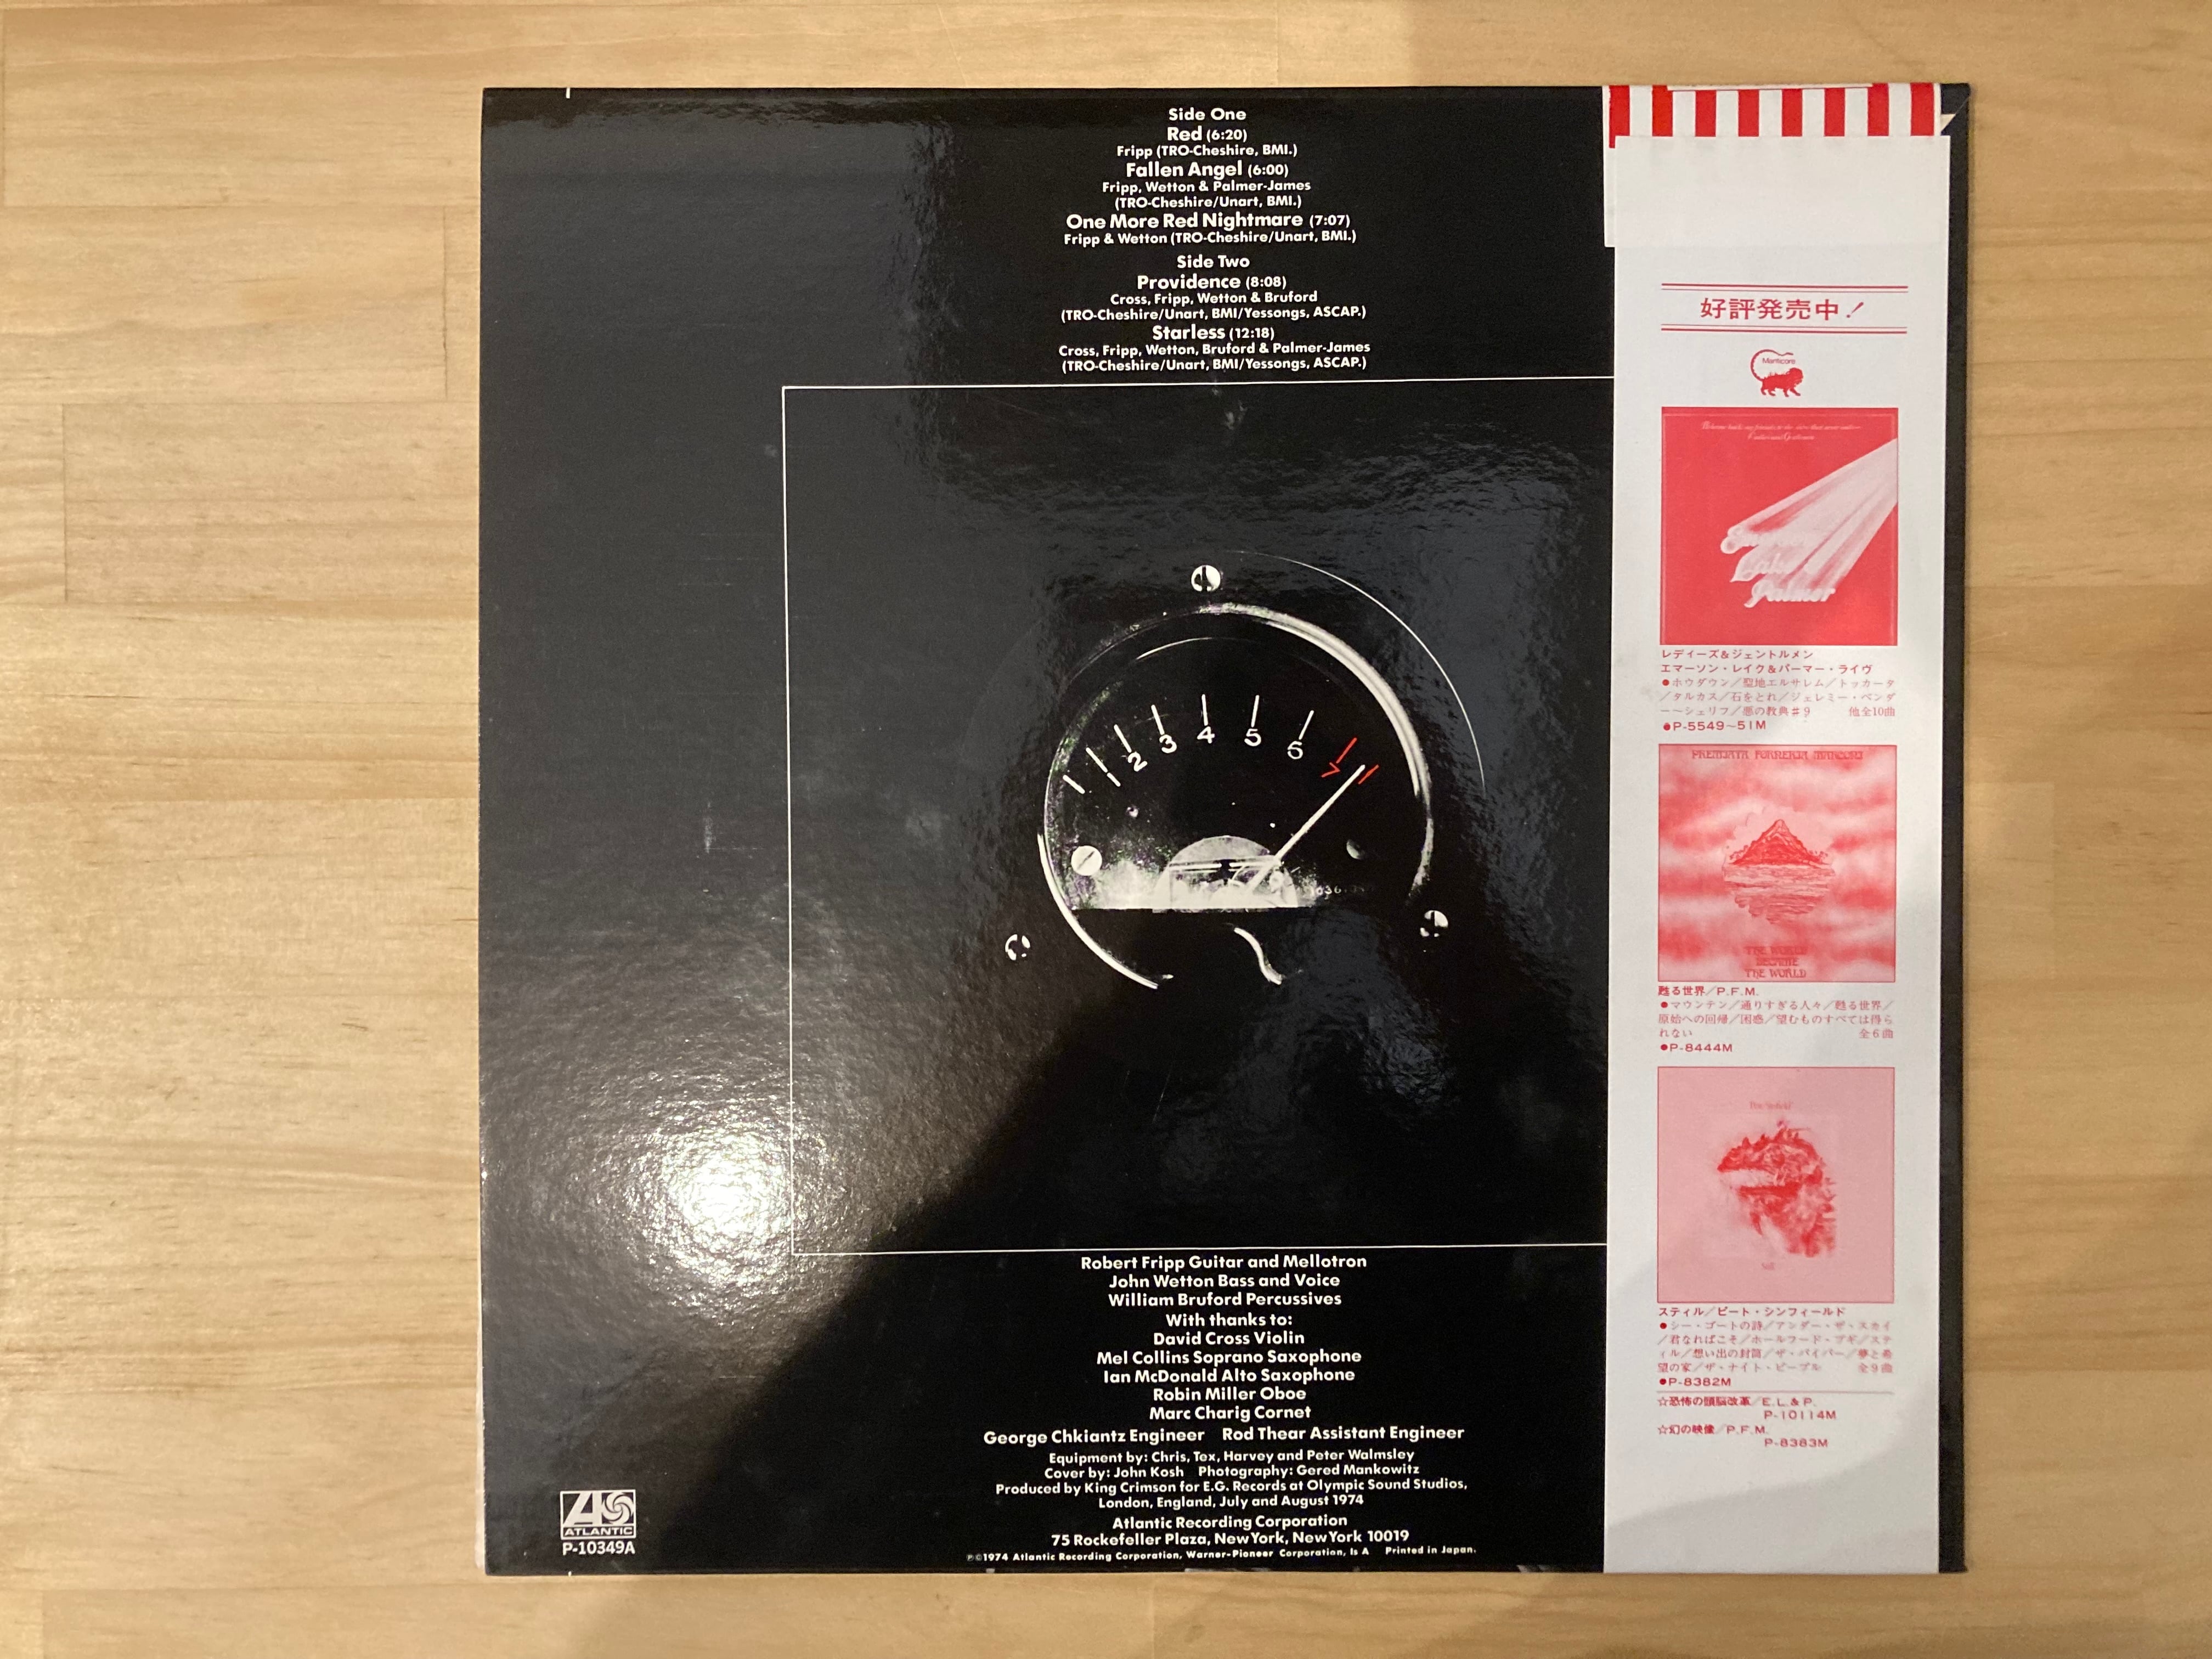 Side One
Red (6:20)
Fripp (TRO-Cheshire, BMI.)
Fallen Angel (6:00)
Fripp, Wetton & Palmer-James
(TRO-Cheshire/Unart, BMI.)
One More Red Nightmare (7:07)
Fripp & Wetton (TRO-Cheshire/Unart, BMI.)
Side Two
Providence (8:08)
Cross, Fripp, Wetton & Bruford
(TRO-Cheshire/Unart, BMI/Yessongs, ASCAP.)
Starless (12:18)
Cross, Fripp, Wetton, Bruford & Palmer-James
(TRO-Cheshire/Unart, BMI/Yessongs, ASCAP.)
1 2 3 4 5 6 7
Robert Fripp Guitar and Mellotron
John Wetton Bass and Voice
William Bruford Percussives
With thanks to:
David Cross Violin
Mel Collins Soprano Saxophone
Ian McDonald Alto Saxophone
Robin Miller Oboe
Marc Charig Cornet
George Chkiantz Engineer Rod Thear Assistant Engineer
Equipment by: Chris, Tex, Harvey and Peter Walmsley
Cover by: John Kosh Photography: Gered Mankowitz
Produced by King Crimson for E.G. Records at Olympic Sound Studios,
London, England, July and August 1974
Atlantic Recording Corporation
75 Rockefeller Plaza, New York, New York 10019
℗©1974 Atlantic Recording Corporation, Warner-Pioneer Corporation, Is A Printed in Japan.
ATLANTIC
P-10349A
好評発売中!
Manticore
Welcome back my friends to the show that never ends~
Ladies and Gentlemen
Palmer
レディーズ&ジェントルメン
エマーソン・レイク&パーマー・ライヴ
●ホウダウン/聖地エルサレム/トッカータ
/タルカス/石をとれ/ジェレミー・ベンダ
ー~シェリフ/悪の教典#9 他全10曲
●P-5549~51M
PREMIATA FORNERIA MARCONI
THE WORLD
BECAME
THE WORLD
甦る世界/P.F.M.
●マウンテン/通りすぎる人々/甦る世界/
原始への回帰/困惑/望むものすべては得ら
れない 全6曲
●P-8444M
Still
スティル/ピート・シンフィールド
●シー・ゴートの詩/アンダー・ザ・スカイ
/君なればこそ/ホールフード・ブギ/ステ
ィル/想い出の封筒/ザ・パイパー/夢と希
望の家/ザ・ナイト・ピープル 全9曲
●P-8382M
☆恐怖の頭脳改革/E.L.&P.
P-10114M
☆幻の映像/P.F.M.
P-8383M